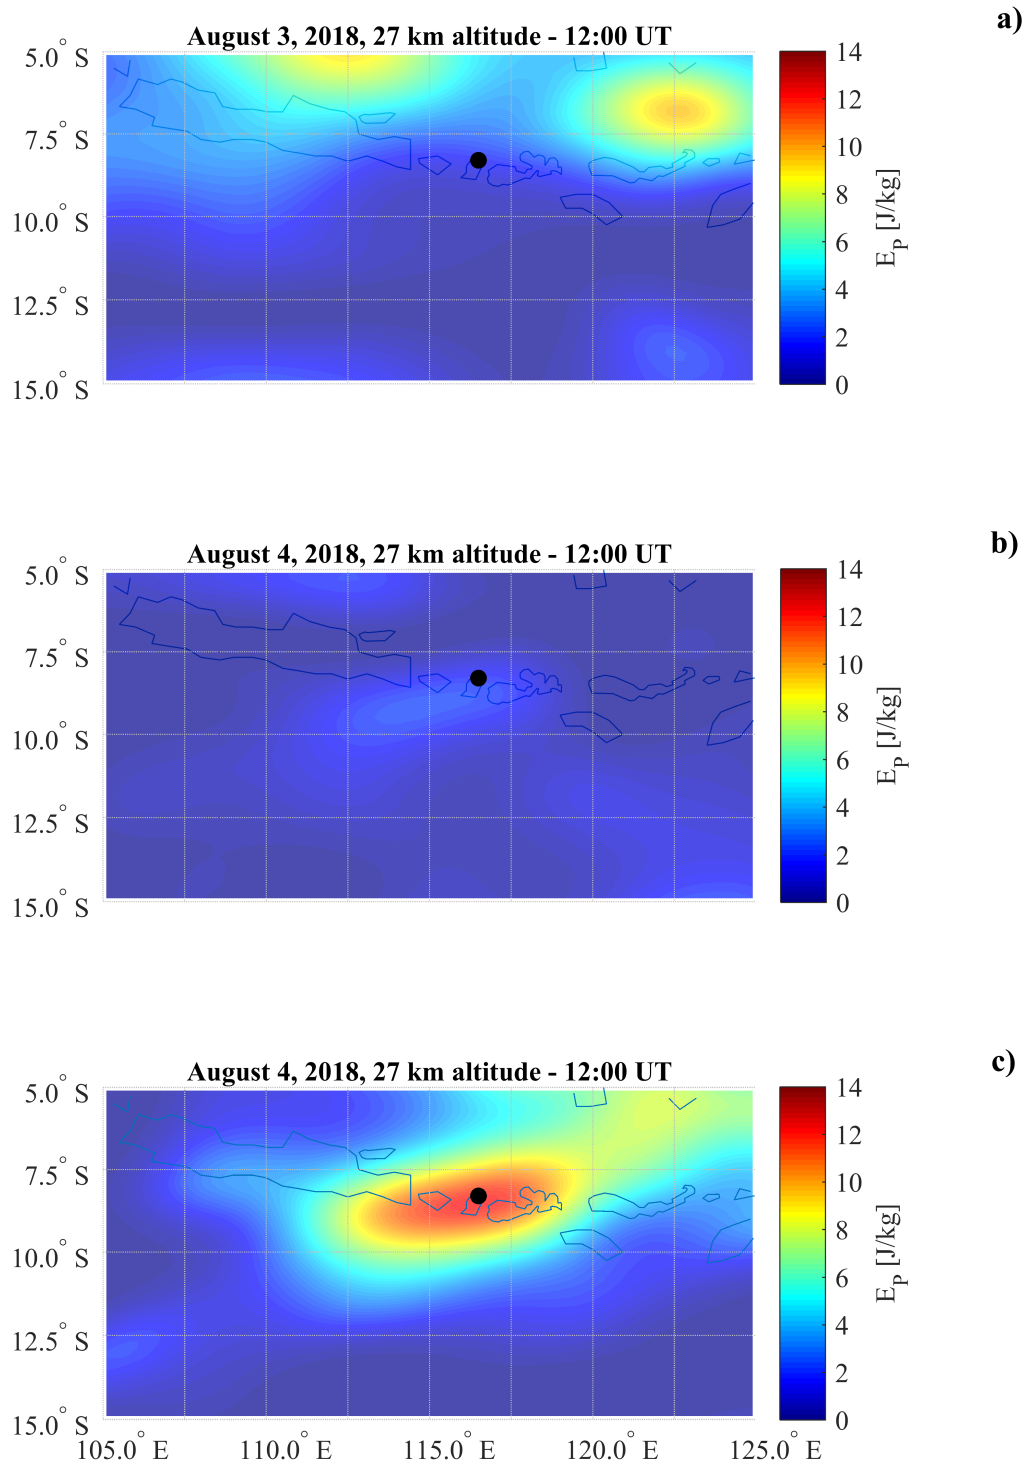 a)
August 3, 2018, 27 km altitude - 12:00 UT
5.0° S
7.5° S
10.0° S
12.5° S
15.0° S
14
12
10
8
6
4
2
0
E_P [J/kg]
b)
August 4, 2018, 27 km altitude - 12:00 UT
5.0° S
7.5° S
10.0° S
12.5° S
15.0° S
14
12
10
8
6
4
2
0
E_P [J/kg]
c)
August 4, 2018, 27 km altitude - 12:00 UT
5.0° S
7.5° S
10.0° S
12.5° S
15.0° S
105.0° E 110.0° E 115.0° E 120.0° E 125.0° E
14
12
10
8
6
4
2
0
E_P [J/kg]